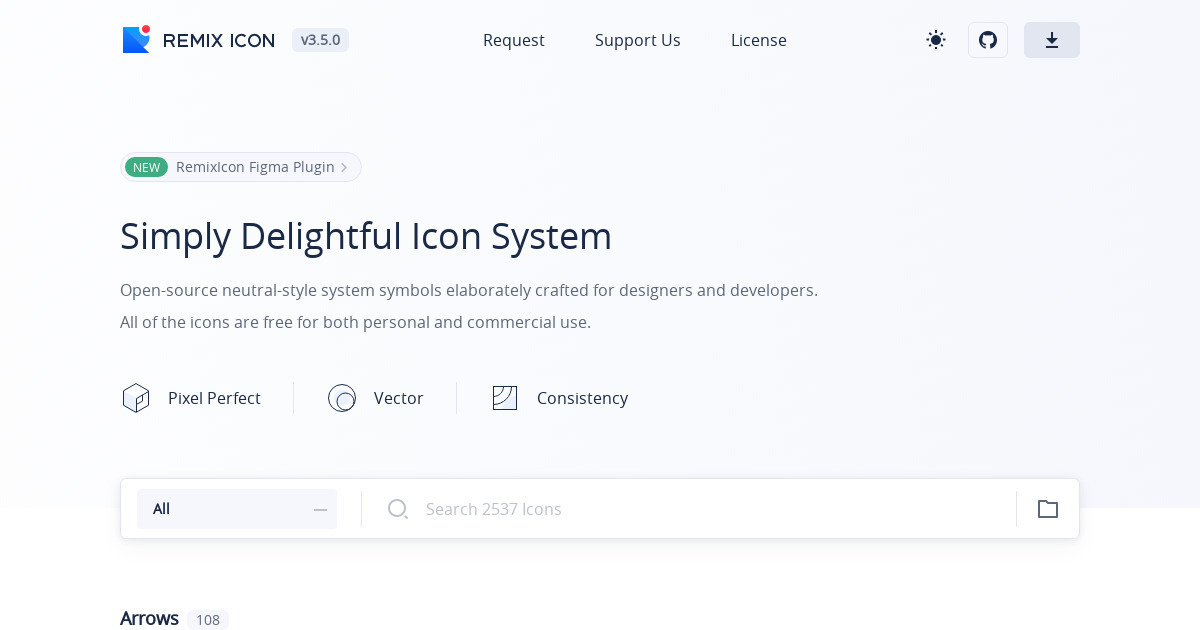 REMIX ICON v3.5.0 Request Support Us License
NEW RemixIcon Figma Plugin
Simply Delightful Icon System
Open-source neutral-style system symbols elaborately crafted for designers and developers.
All of the icons are free for both personal and commercial use.
Pixel Perfect Vector Consistency
All Search 2537 Icons
Arrows 108